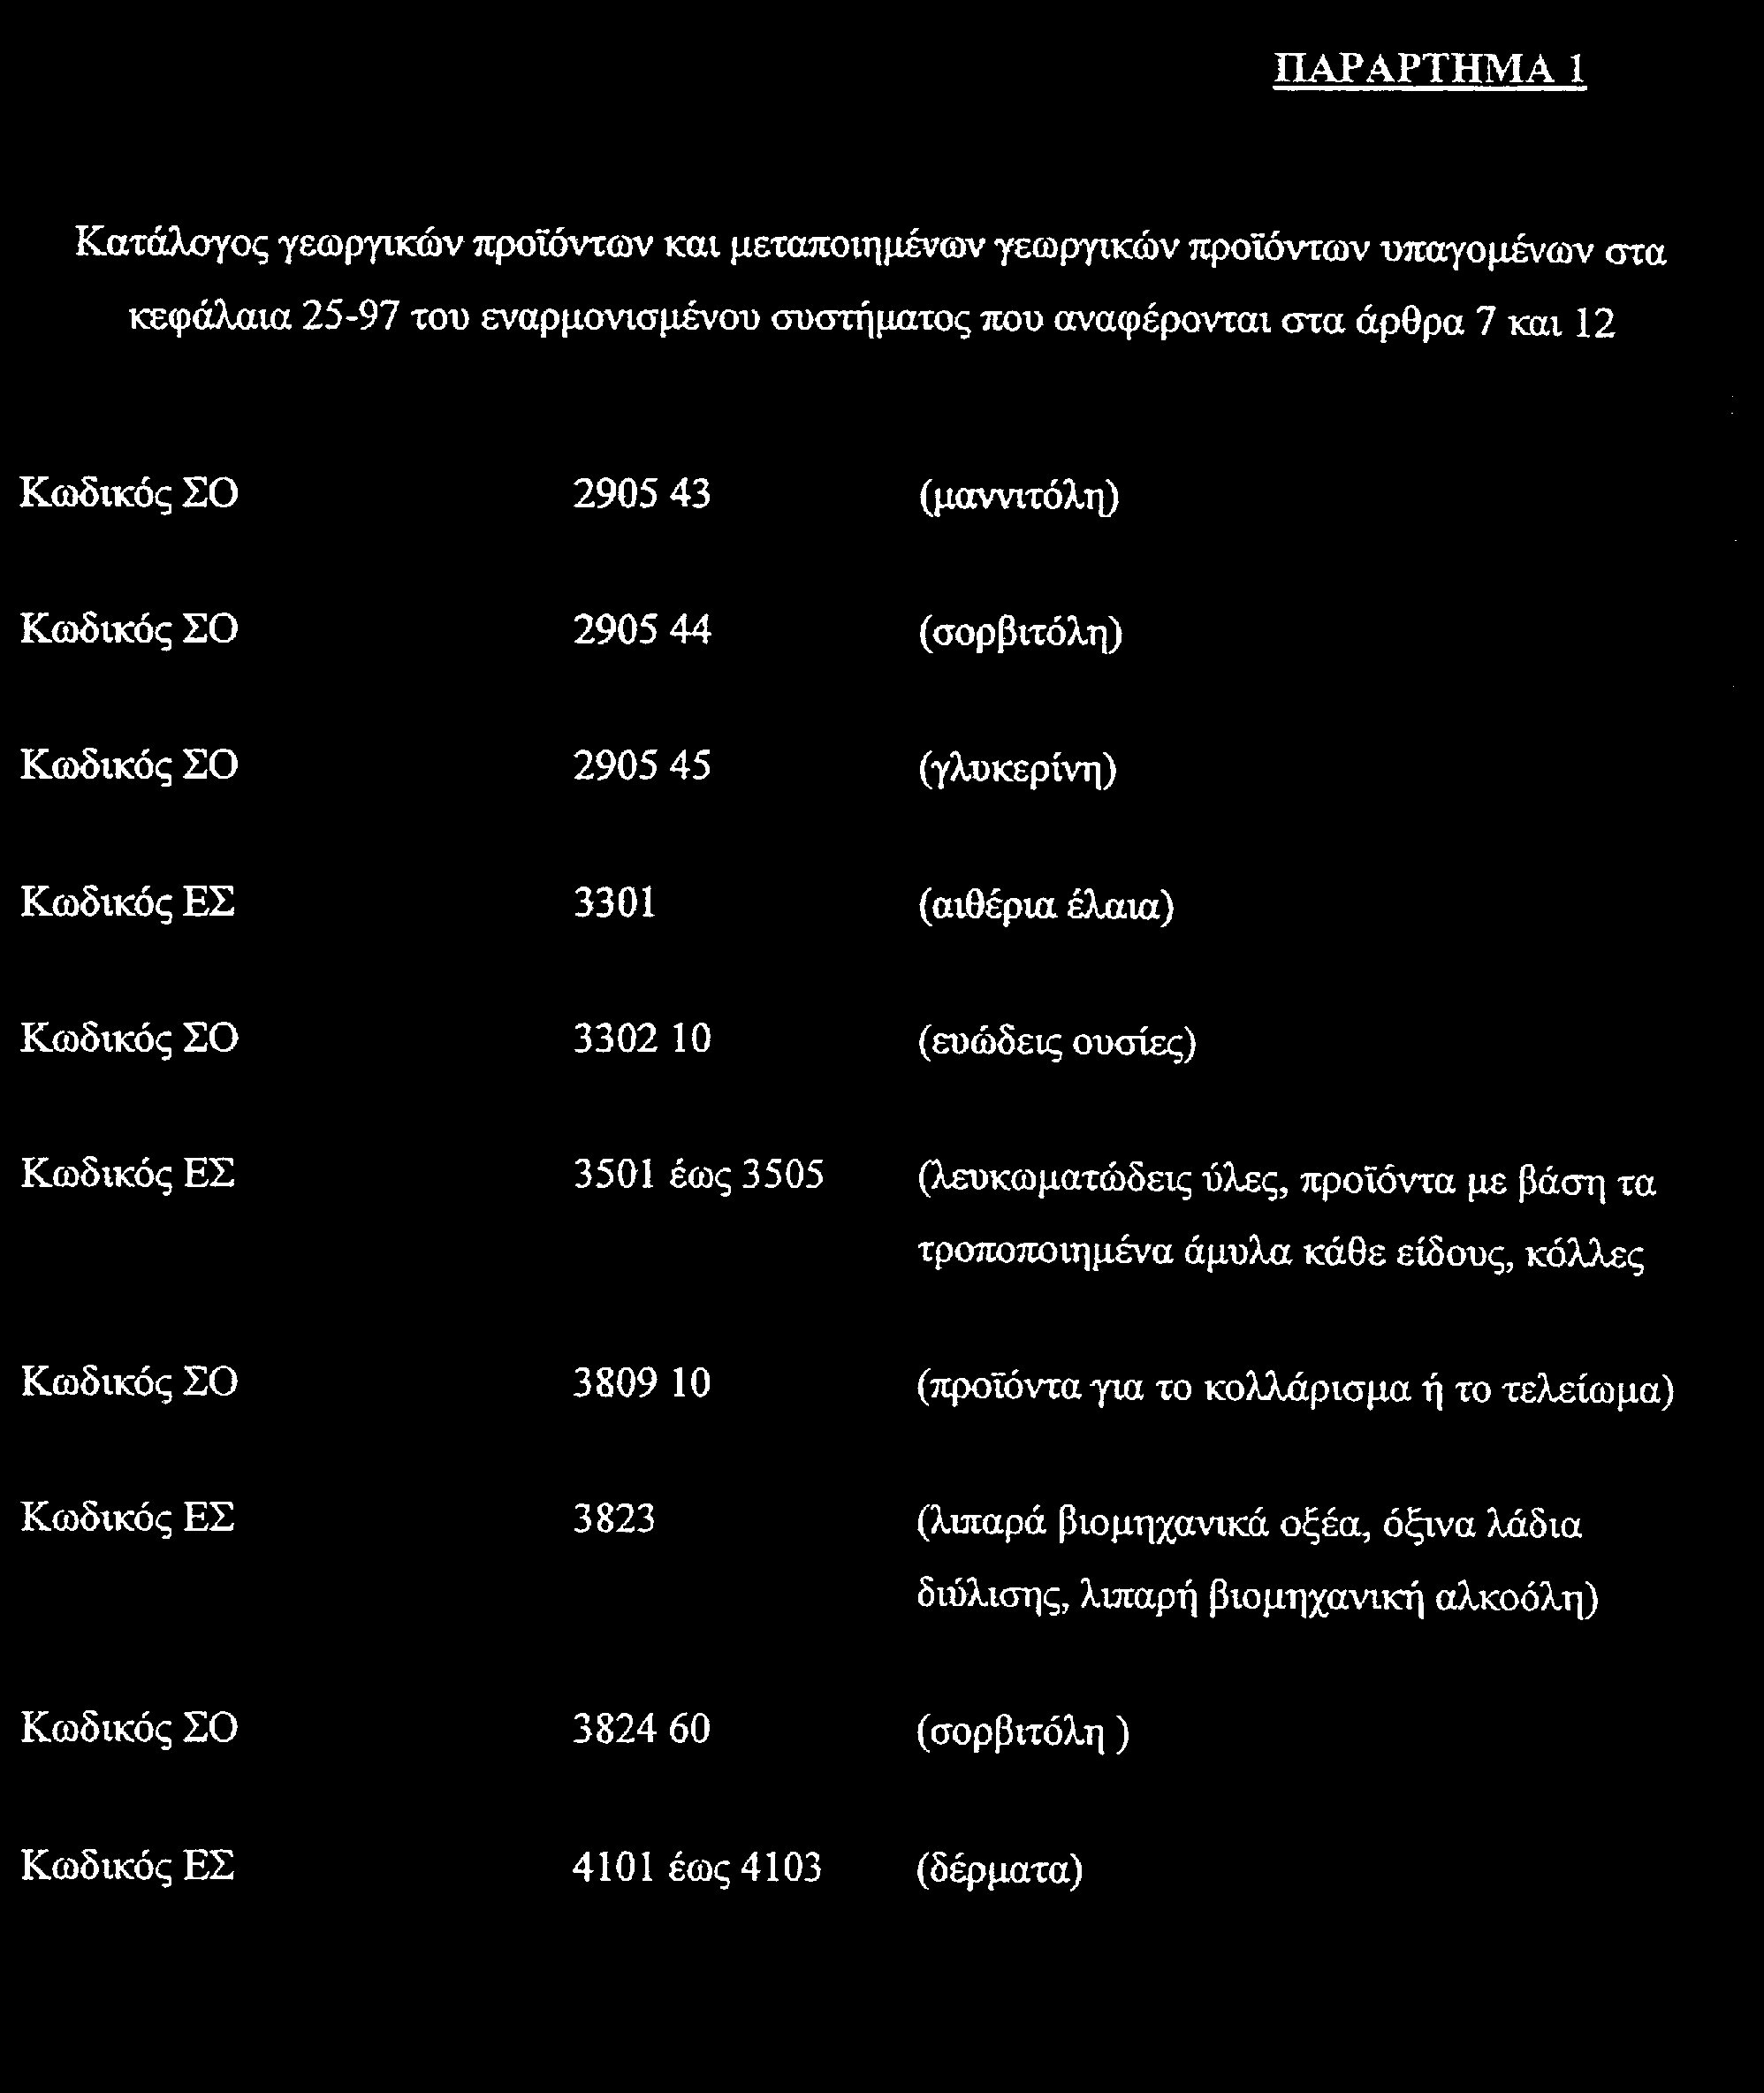 ΠΑΡΑΡΤΗΜΑ 1
Κατάλογος γεωργικών προϊόντων και μεταποιημένων γεωργικών προϊόντων υπαγομένων στα
κεφάλαια 25-97 του εναρμονισμένου συστήματος που αναφέρονται στα άρθρα 7 και 12
Κωδικός ΣΟ 2905 43 (μαννιτόλη)
Κωδικός ΣΟ 2905 44 (σορβιτόλη)
Κωδικός ΣΟ 2905 45 (γλυκερίνη)
Κωδικός ΕΣ 3301 (αιθέρια έλαια)
Κωδικός ΣΟ 3302 10 (ευώδεις ουσίες)
Κωδικός ΕΣ 3501 έως 3505 (λευκωματώδεις ύλες, προϊόντα με βάση τα
τροποποιημένα άμυλα κάθε είδους, κόλλες
Κωδικός ΣΟ 3809 10 (προϊόντα για το κολλάρισμα ή το τελείωμα)
Κωδικός ΕΣ 3823 (λιπαρά βιομηχανικά οξέα, όξινα λάδια
διύλισης, λιπαρή βιομηχανική αλκοόλη)
Κωδικός ΣΟ 3824 60 (σορβιτόλη )
Κωδικός ΕΣ 4101 έως 4103 (δέρματα)